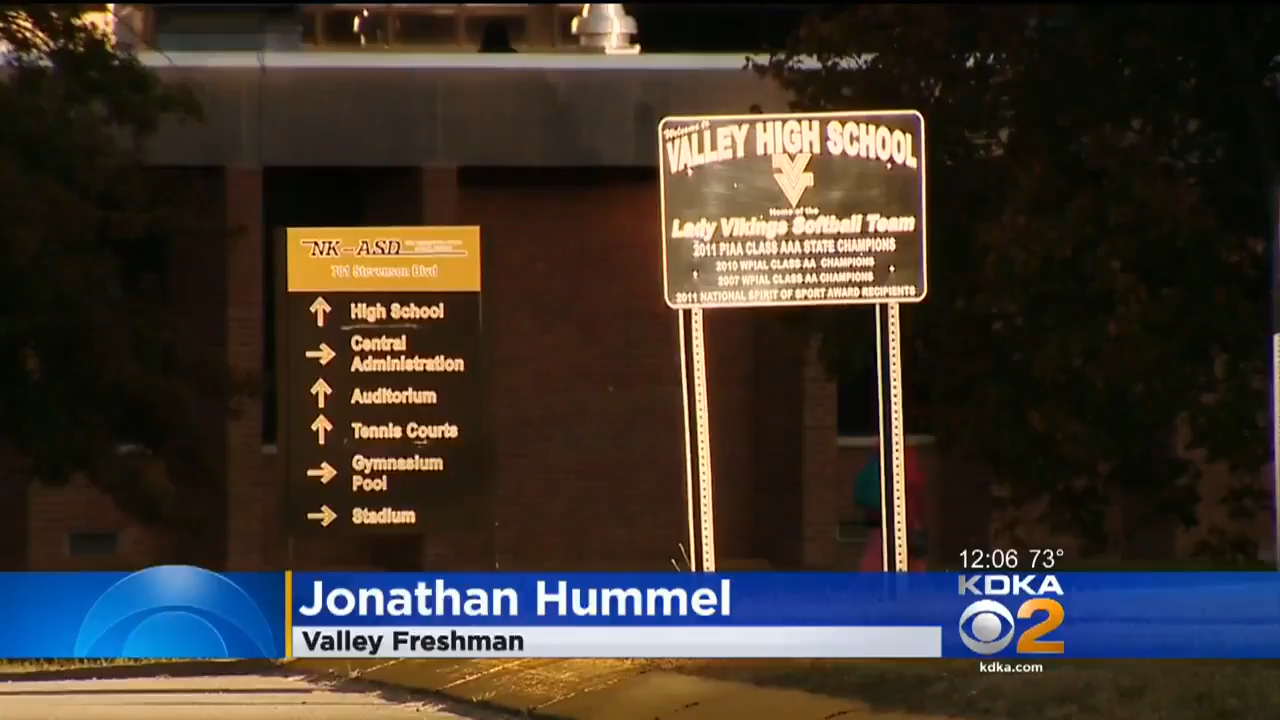 Welcome to
VALLEY HIGH SCHOOL
V
Home of the
Lady Vikings Softball Team
2011 PIAA CLASS AAA STATE CHAMPIONS
2010 WPIAL CLASS AA CHAMPIONS
2007 WPIAL CLASS AA CHAMPIONS
2011 NATIONAL SPIRIT OF SPORT AWARD RECIPIENTS
NK-ASD
701 Stevenson Blvd
High School
Central
Administration
Auditorium
Tennis Courts
Gymnasium
Pool
Stadium
12:06 73°
KDKA
2
kdka.com
Jonathan Hummel
Valley Freshman